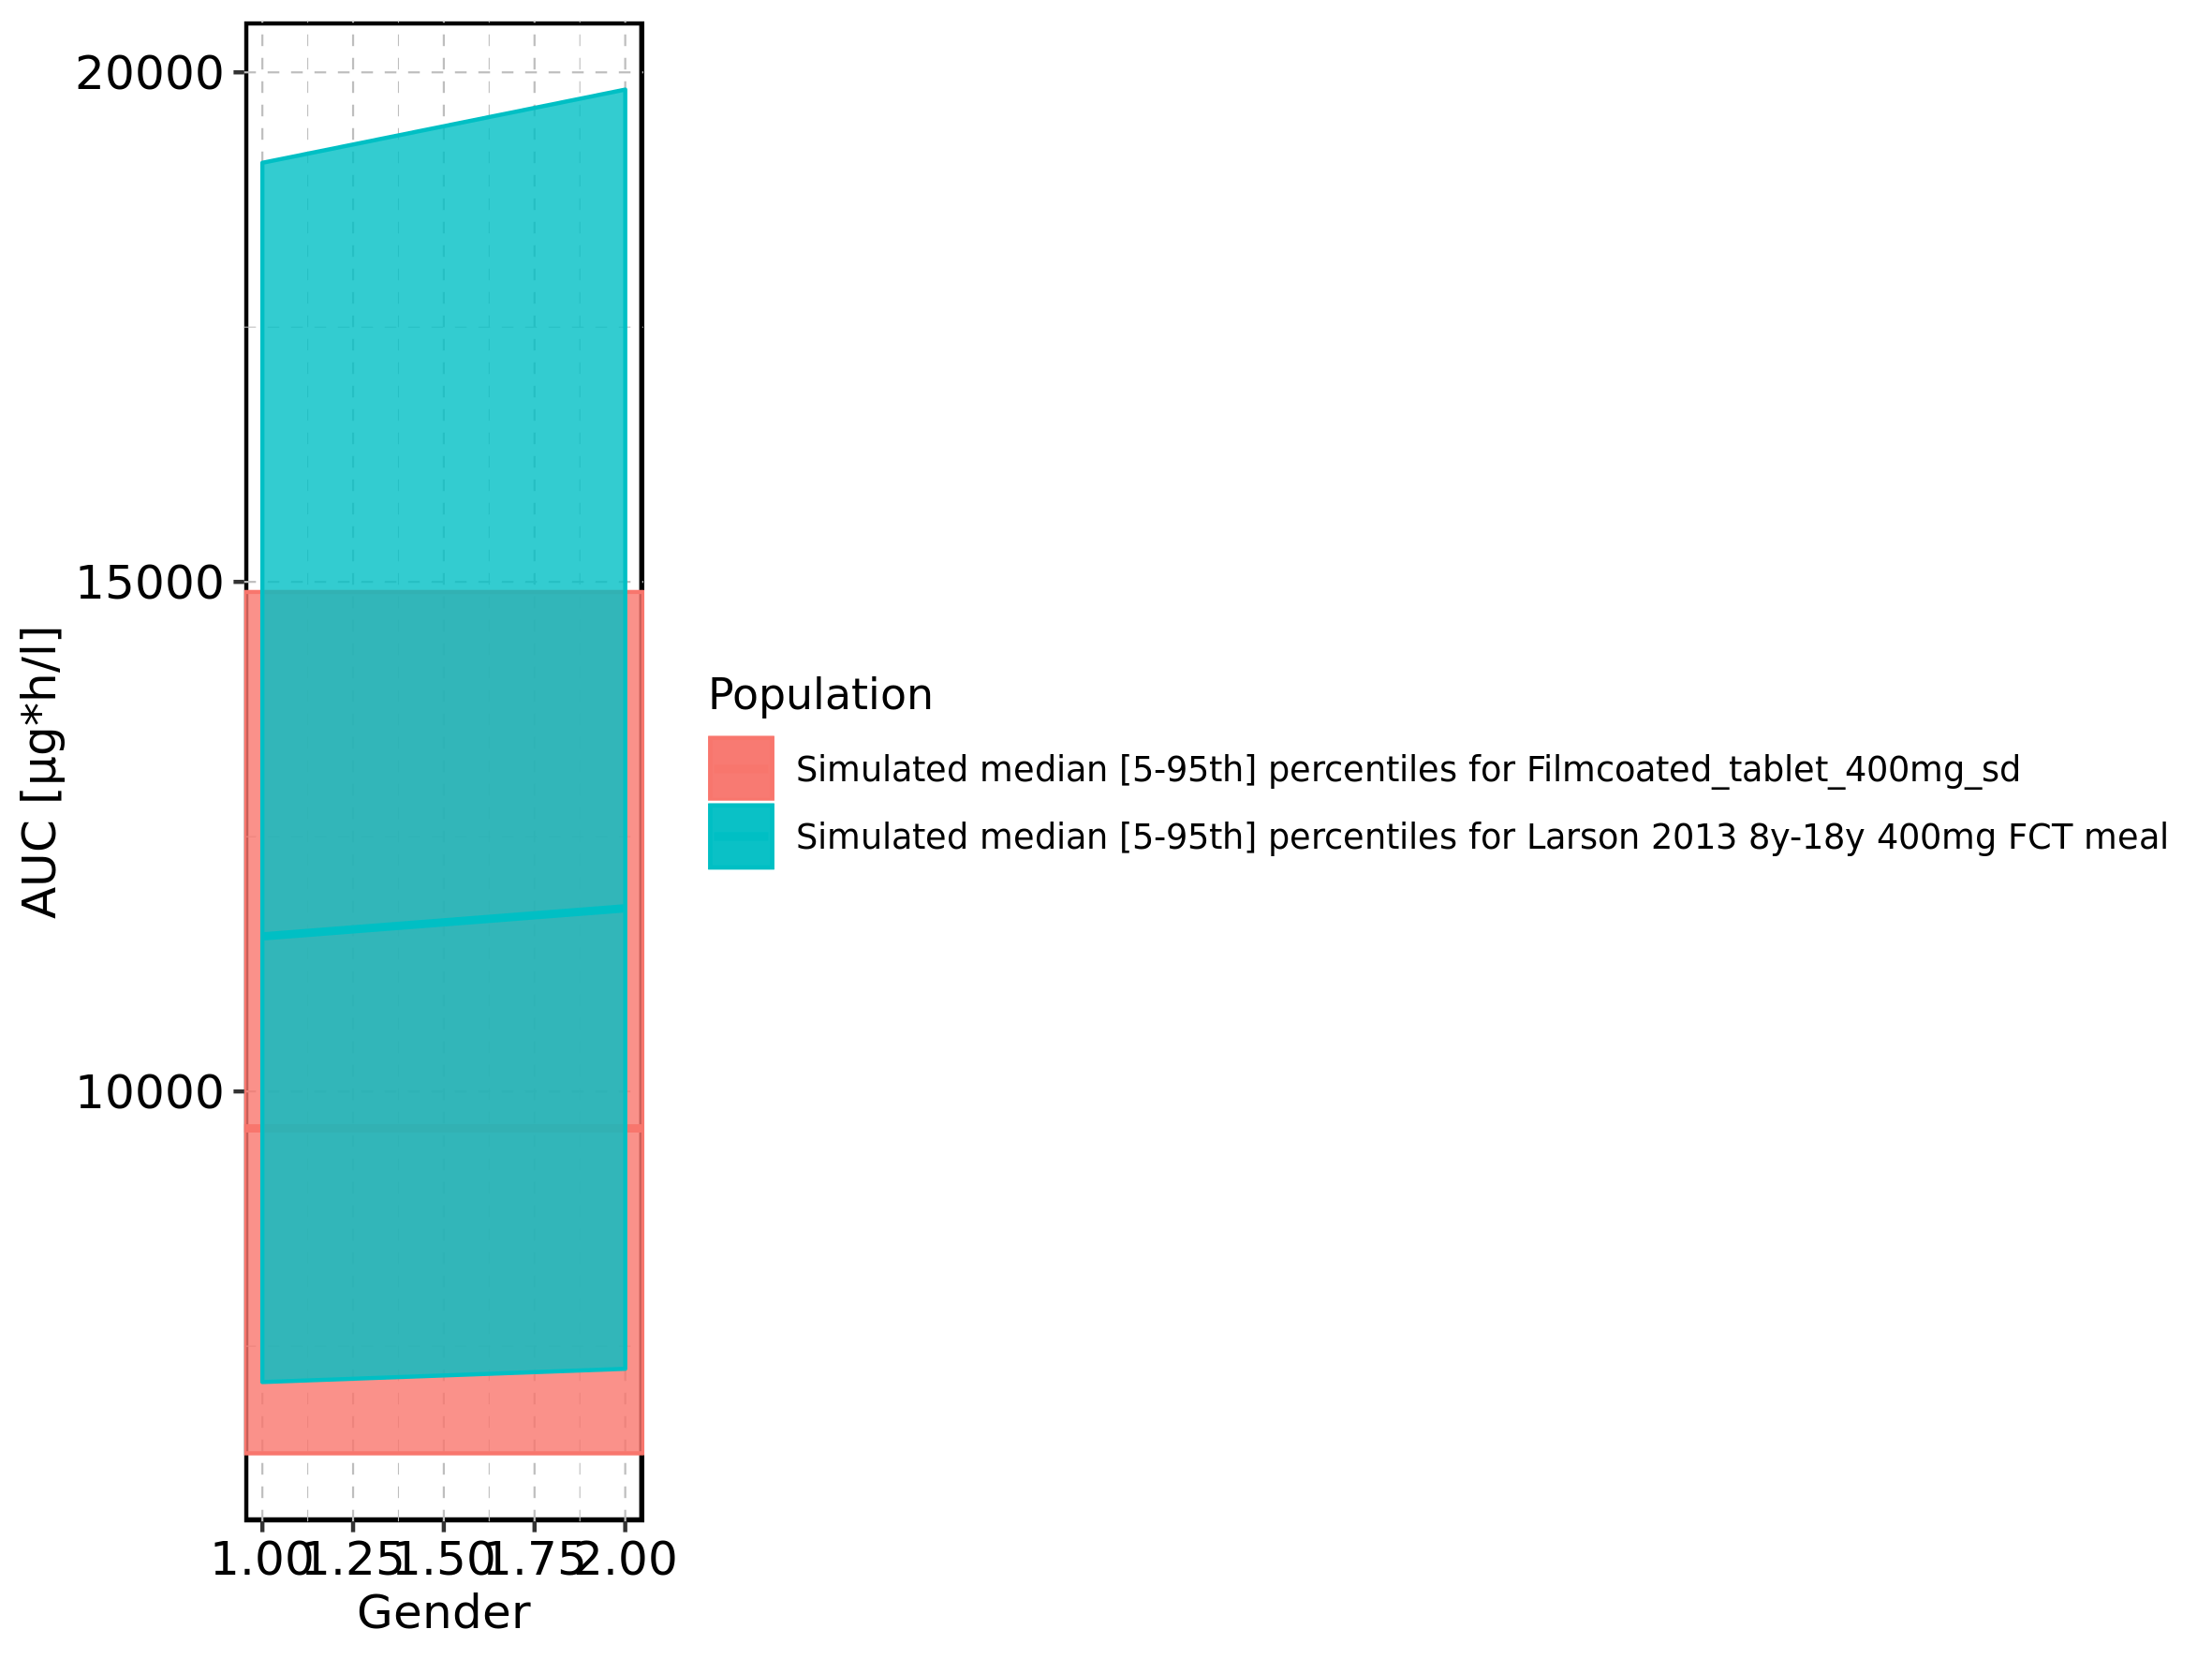 20000
15000
10000
AUC [µg*h/l]
1.00 1.25 1.50 1.75 2.00
Gender
Population
Simulated median [5-95th] percentiles for Filmcoated_tablet_400mg_sd
Simulated median [5-95th] percentiles for Larson 2013 8y-18y 400mg FCT meal